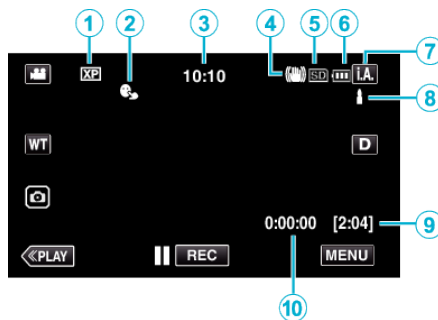 1 2 3 4 5 6 7
XP 10:10 SD i.A.
8
WT D
0:00:00 [2:04] 9
≪PLAY REC MENU
10